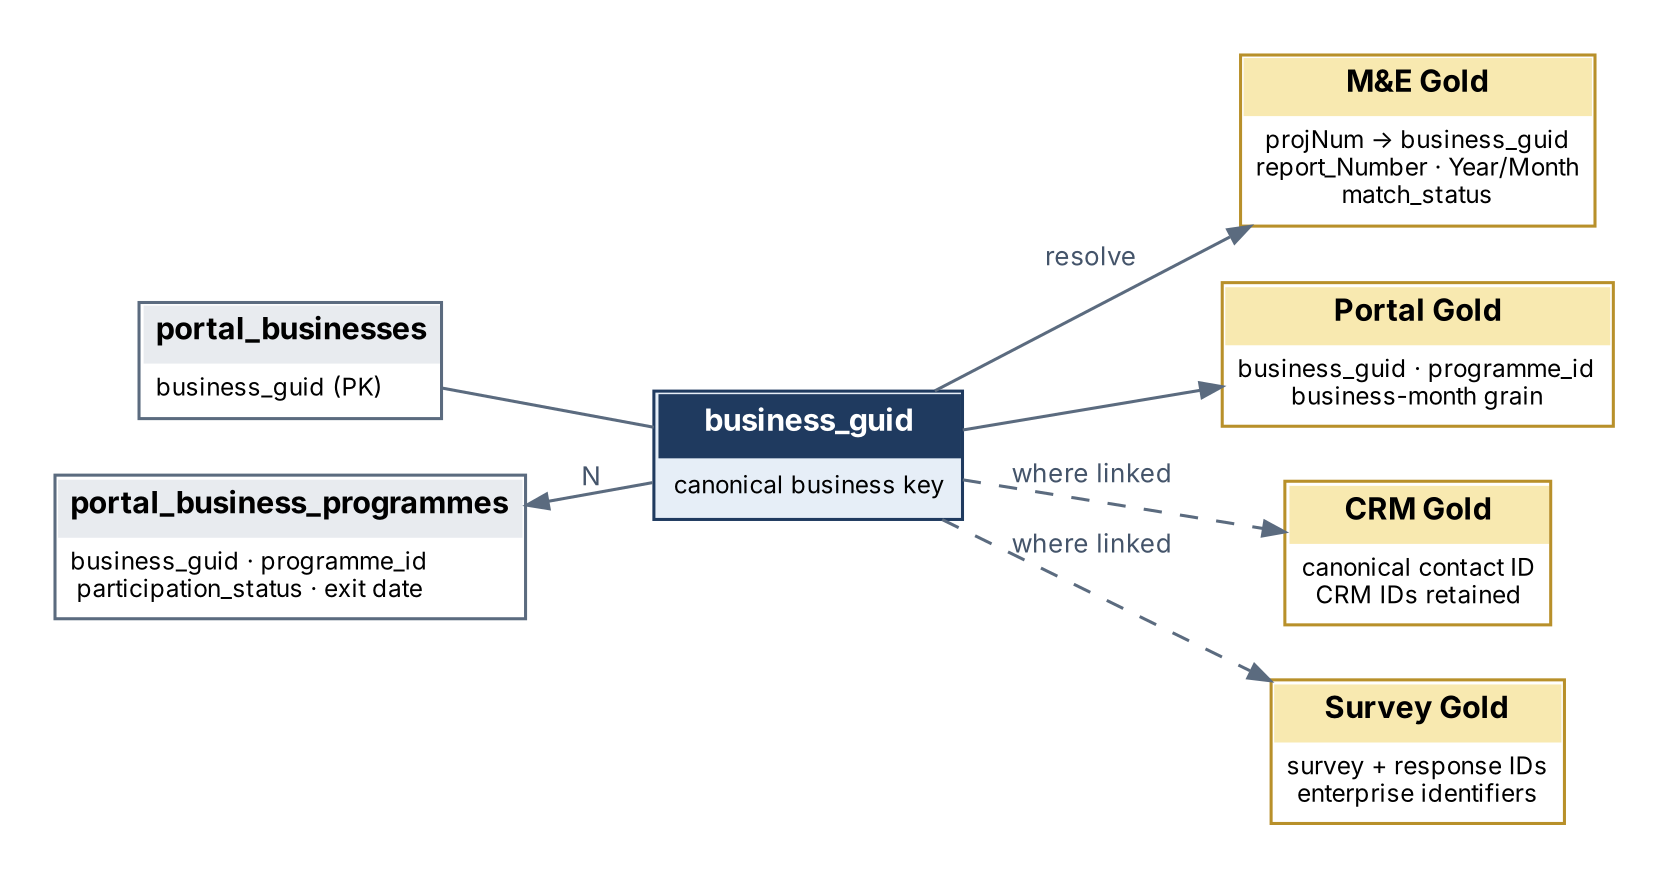 portal_businesses
business_guid (PK)
portal_business_programmes
business_guid · programme_id
participation_status · exit date
N
business_guid
canonical business key
resolve
where linked
where linked
M&E Gold
projNum → business_guid
report_Number · Year/Month
match_status
Portal Gold
business_guid · programme_id
business-month grain
CRM Gold
canonical contact ID
CRM IDs retained
Survey Gold
survey + response IDs
enterprise identifiers